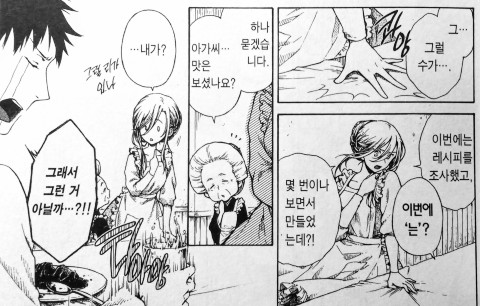 그…
그럴
수가….
이번에는
레시피를
조사했고,
몇 번이나
보면서
만들었
는데?!
이번에
‘는’?
하나
묻겠습
니다.
아가씨…
맛은
보셨나요?
…내가?
그럴 리가
있나
그래서
그런 거
아닐까…?!!